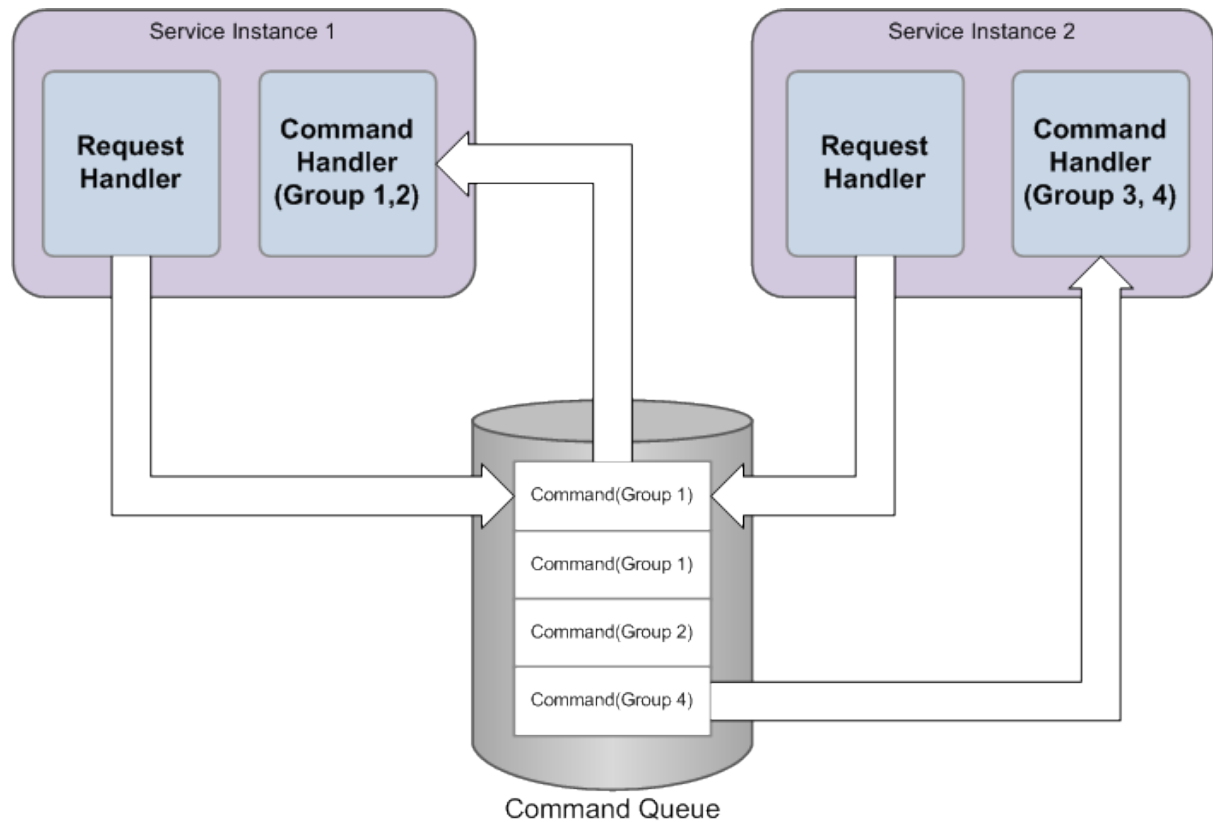 Service Instance 1
Request
Handler
Command
Handler
(Group 1,2)
Service Instance 2
Request
Handler
Command
Handler
(Group 3, 4)
Command(Group 1)
Command(Group 1)
Command(Group 2)
Command(Group 4)
Command Queue